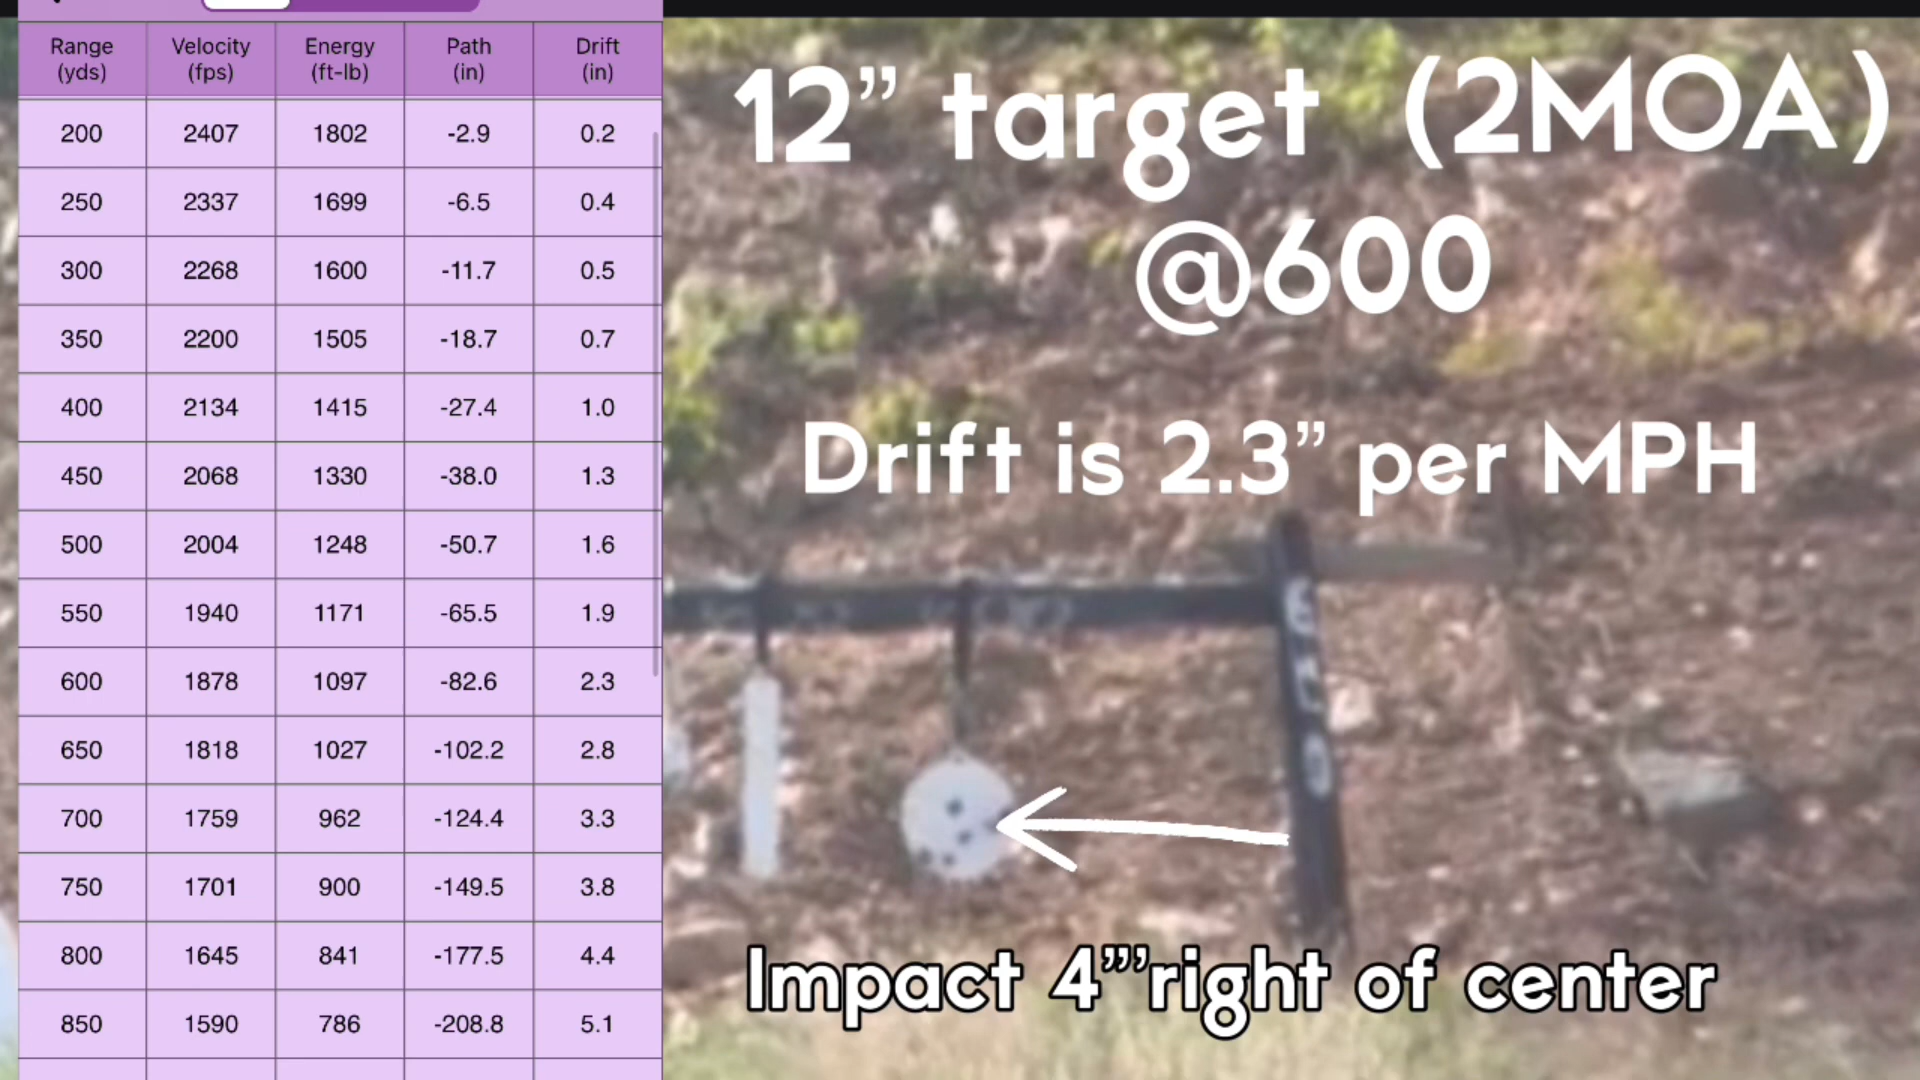 Range Velocity Energy Path Drift
(yds) (fps) (ft-lb) (in) (in)
200 2407 1802 -2.9 0.2
250 2337 1699 -6.5 0.4
300 2268 1600 -11.7 0.5
350 2200 1505 -18.7 0.7
400 2134 1415 -27.4 1.0
450 2068 1330 -38.0 1.3
500 2004 1248 -50.7 1.6
550 1940 1171 -65.5 1.9
600 1878 1097 -82.6 2.3
650 1818 1027 -102.2 2.8
700 1759 962 -124.4 3.3
750 1701 900 -149.5 3.8
800 1645 841 -177.5 4.4
850 1590 786 -208.8 5.1
12” target (2MOA)
@600
Drift is 2.3” per MPH
Impact 4”’right of center